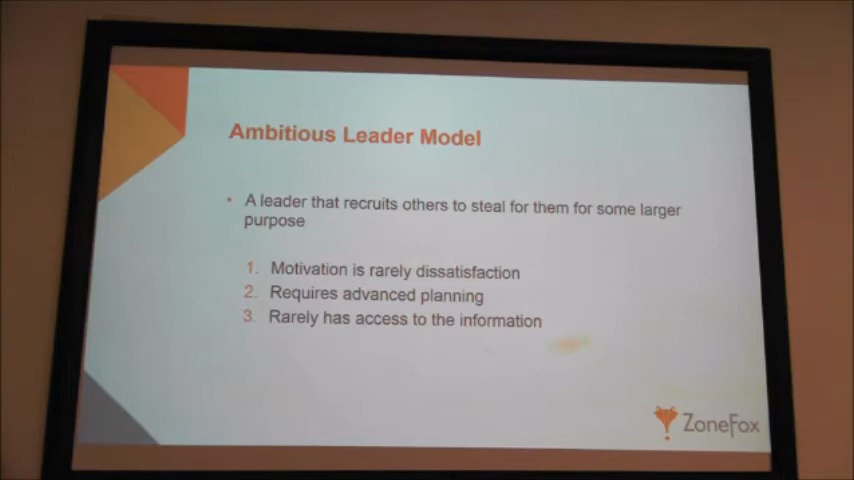 Ambitious Leader Model
• A leader that recruits others to steal for them for some larger
purpose
1. Motivation is rarely dissatisfaction
2. Requires advanced planning
3. Rarely has access to the information
ZoneFox